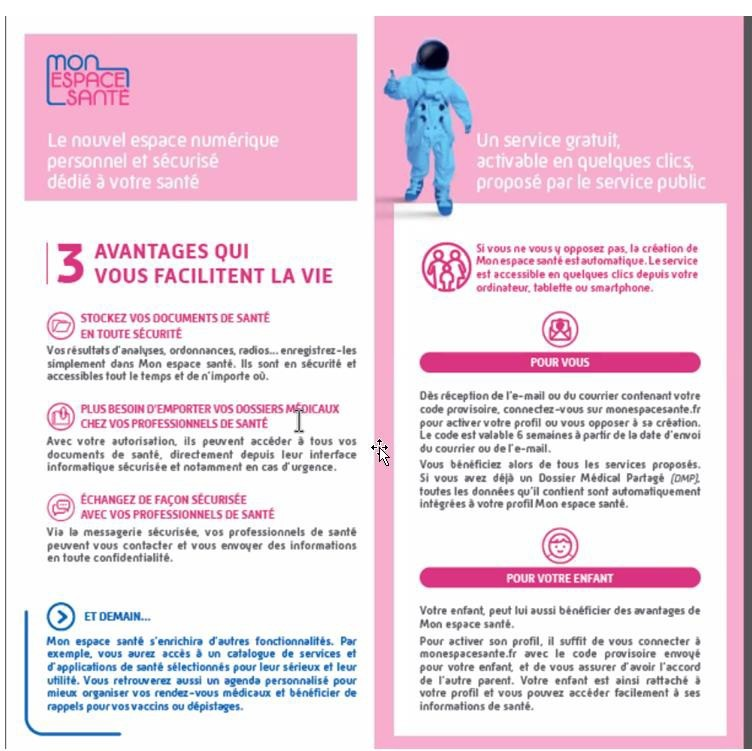 mon
ESPACE
SANTÉ
Le nouvel espace numérique
personnel et sécurisé
dédié à votre santé
3 AVANTAGES QUI
VOUS FACILITENT LA VIE
STOCKEZ VOS DOCUMENTS DE SANTÉ
EN TOUTE SÉCURITÉ
Vos résultats d'analyses, ordonnances, radios... enregistrez-les
simplement dans Mon espace santé. Ils sont en sécurité et
accessibles tout le temps et de n'importe où.
PLUS BESOIN D'EMPORTER VOS DOSSIERS MÉDICAUX
CHEZ VOS PROFESSIONNELS DE SANTÉ
Avec votre autorisation, ils peuvent accéder à tous vos
documents de santé, directement depuis leur interface
informatique sécurisée et notamment en cas d'urgence.
ÉCHANGEZ DE FAÇON SÉCURISÉE
AVEC VOS PROFESSIONNELS DE SANTÉ
Via la messagerie sécurisée, vos professionnels de santé
peuvent vous contacter et vous envoyer des informations
en toute confidentialité.
ET DEMAIN...
Mon espace santé s'enrichira d'autres fonctionnalités. Par
exemple, vous aurez accès à un catalogue de services et
d'applications de santé sélectionnés pour leur sérieux et leur
utilité. Vous retrouverez aussi un agenda personnalisé pour
mieux organiser vos rendez-vous médicaux et bénéficier de
rappels pour vos vaccins ou dépistages.
Un service gratuit,
activable en quelques clics,
proposé par le service public
Si vous ne vous y opposez pas, la création de
Mon espace santé est automatique. Le service
est accessible en quelques clics depuis votre
ordinateur, tablette ou smartphone.
POUR VOUS
Dès réception de l'e-mail ou du courrier contenant votre
code provisoire, connectez-vous sur monespacesante.fr
pour activer votre profil ou vous opposer à sa création.
Le code est valable 6 semaines à partir de la date d'envoi
du courrier ou de l'e-mail.
Vous bénéficiez alors de tous les services proposés.
Si vous avez déjà un Dossier Médical Partagé (DMP),
toutes les données qu'il contient sont automatiquement
intégrées à votre profil Mon espace santé.
POUR VOTRE ENFANT
Votre enfant, peut lui aussi bénéficier des avantages de
Mon espace santé.
Pour activer son profil, il suffit de vous connecter à
monespacesante.fr avec le code provisoire envoyé
pour votre enfant, et de vous assurer d'avoir l'accord
de l'autre parent. Votre enfant est ainsi rattaché à
votre profil et vous pouvez accéder facilement à ses
informations de santé.